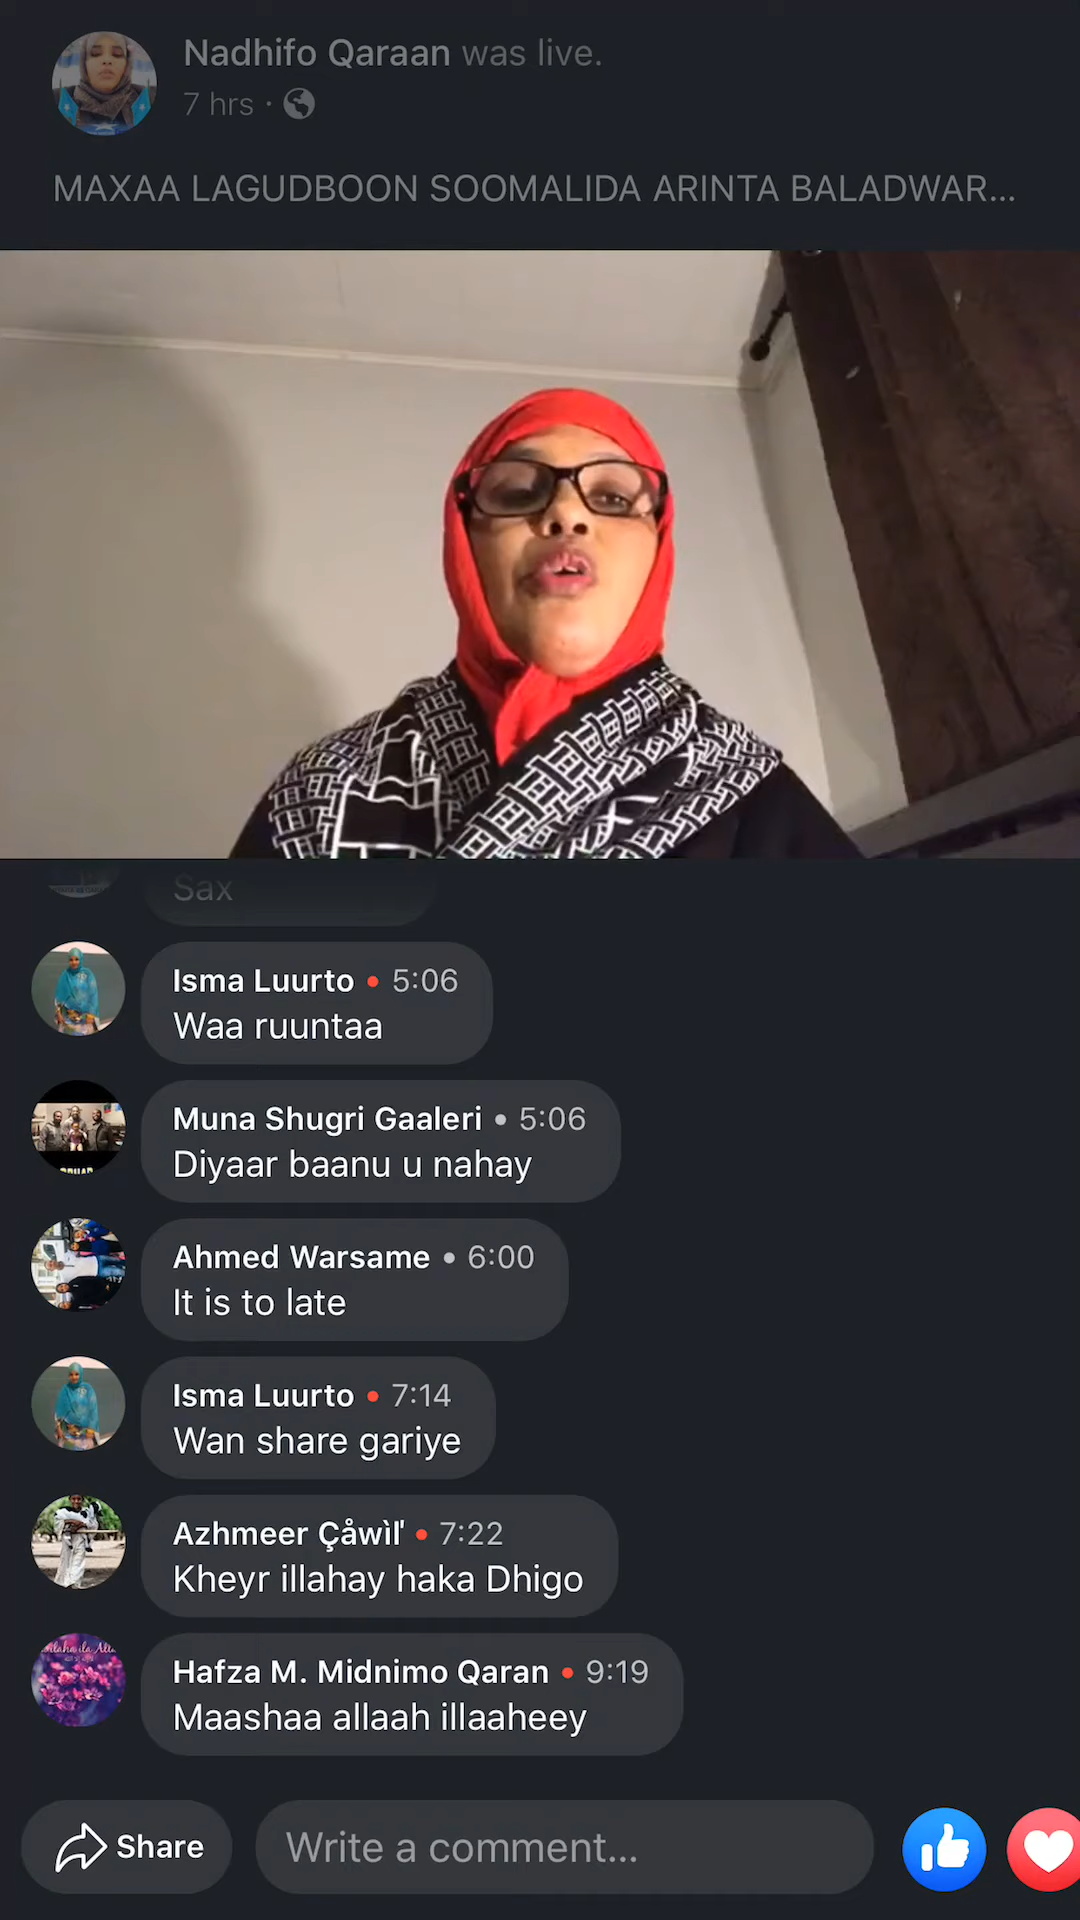 Nadhifo Qaraan was live.
7 hrs ·
MAXAA LAGUDBOON SOOMALIDA ARINTA BALADWAR...
Sax
Isma Luurto • 5:06
Waa ruuntaa
Muna Shugri Gaaleri • 5:06
Diyaar baanu u nahay
Ahmed Warsame • 6:00
It is to late
Isma Luurto • 7:14
Wan share gariye
Azhmeer Çåwìľ • 7:22
Kheyr illahay haka Dhigo
Hafza M. Midnimo Qaran • 9:19
Maashaa allaah illaaheey
Share
Write a comment...